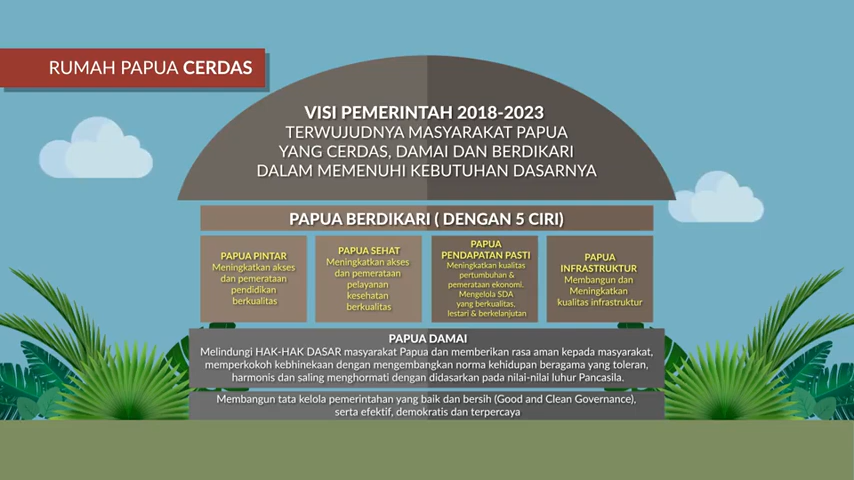 RUMAH PAPUA CERDAS
VISI PEMERINTAH 2018-2023
TERWUJUDNYA MASYARAKAT PAPUA
YANG CERDAS, DAMAI DAN BERDIKARI
DALAM MEMENUHI KEBUTUHAN DASARNYA
PAPUA BERDIKARI ( DENGAN 5 CIRI)
PAPUA PINTAR
Meningkatkan akses
dan pemerataan
pendidikan
berkualitas
PAPUA SEHAT
Meningkatkan akses
dan pemerataan
pelayanan
kesehatan
berkualitas
PAPUA
PENDAPATAN PASTI
Meningkatkan kualitas
pertumbuhan &
pemerataan ekonomi.
Mengelola SDA
yang berkualitas,
lestari & berkelanjutan
PAPUA
INFRASTRUKTUR
Membangun dan
Meningkatkan
kualitas infrastruktur
PAPUA DAMAI
Melindungi HAK-HAK DASAR masyarakat Papua dan memberikan rasa aman kepada masyarakat,
memperkokoh kebhinekaan dengan mengembangkan norma kehidupan beragama yang toleran,
harmonis dan saling menghormati dengan didasarkan pada nilai-nilai luhur Pancasila.
Membangun tata kelola pemerintahan yang baik dan bersih (Good and Clean Governance),
serta efektif, demokratis dan terpercaya